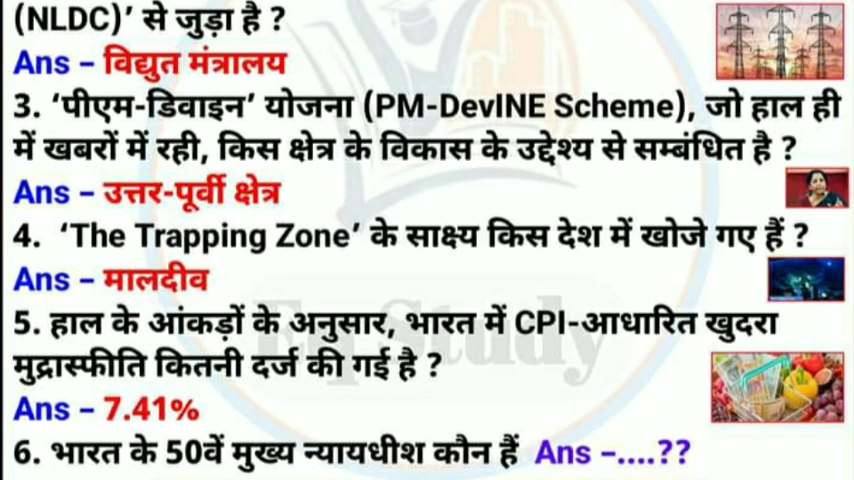 (NLDC)’ से जुड़ा है ?
Ans – विद्युत मंत्रालय
3. ‘पीएम-डिवाइन’ योजना (PM-DevINE Scheme), जो हाल ही
में खबरों में रही, किस क्षेत्र के विकास के उद्देश्य से सम्बंधित है ?
Ans – उत्तर-पूर्वी क्षेत्र
4. ‘The Trapping Zone’ के साक्ष्य किस देश में खोजे गए हैं ?
Ans – मालदीव
5. हाल के आंकड़ों के अनुसार, भारत में CPI-आधारित खुदरा
मुद्रास्फीति कितनी दर्ज की गई है ?
Ans – 7.41%
6. भारत के 50वें मुख्य न्यायधीश कौन हैं Ans –....??
Eq Study